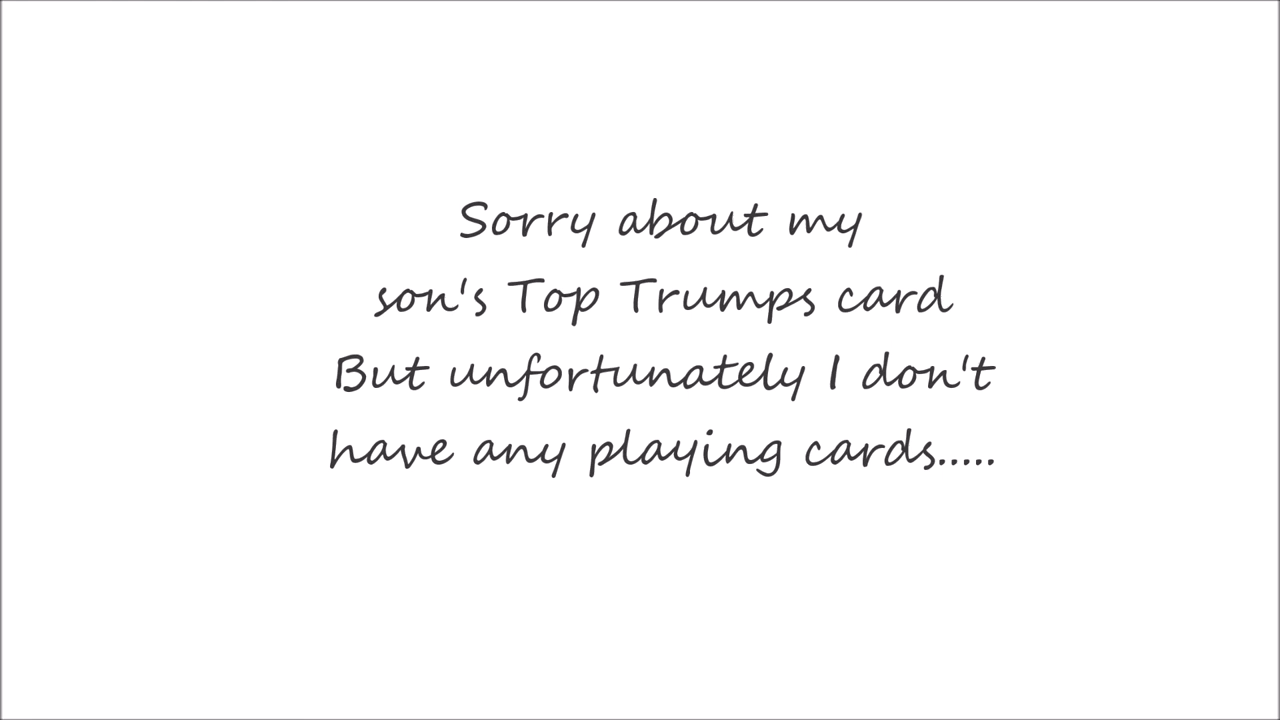 Sorry about my
son's Top Trumps card
But unfortunately I don't
have any playing cards.....